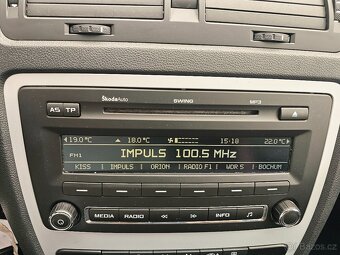 ŠkodaAuto SWING MP3
AS TP
19.0°C 18.0°C 15:18 22.0°C
FM1 IMPULS 100.5 MHz
KISS IMPULS ORION RADIO F1 WDR 5 BOCHUM
MEDIA RADIO INFO